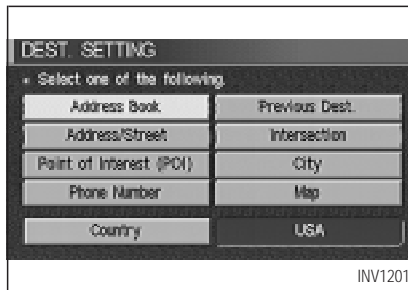 DEST. SETTING
Select one of the following.
Address Book Previous Dest.
Address/Street Intersection
Point of Interest (POI) City
Phone Number Map
Country USA
INV1201